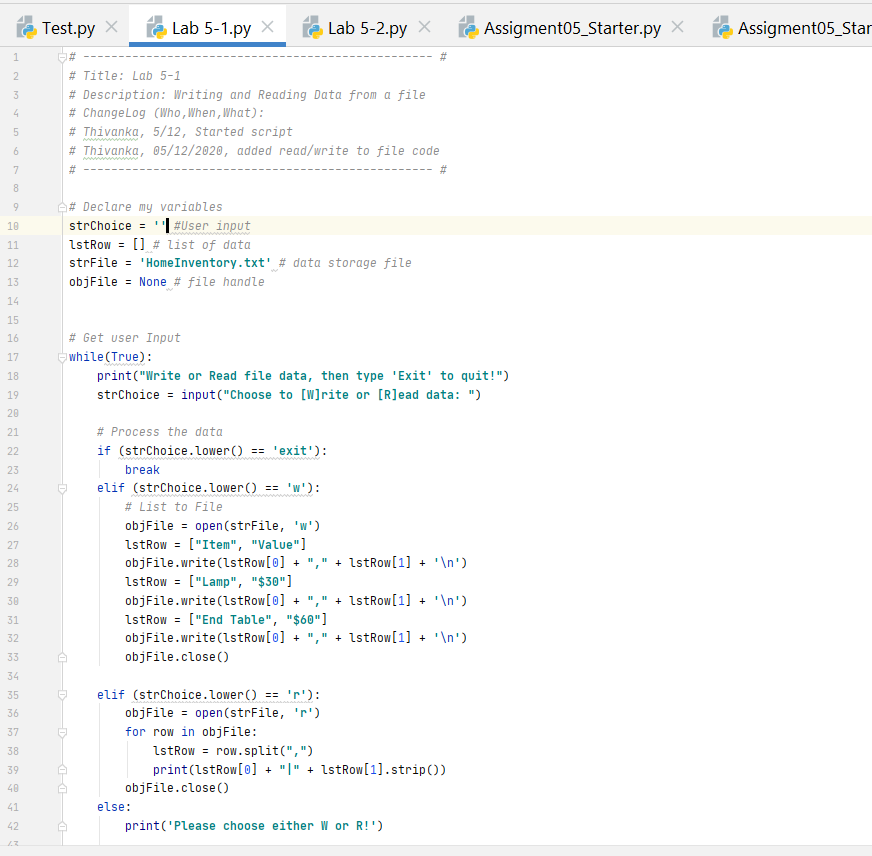 Test.py Lab 5-1.py Lab 5-2.py Assigment05_Starter.py Assigment05_Star
1 # -------------------------------------------------- #
2 # Title: Lab 5-1
3 # Description: Writing and Reading Data from a file
4 # ChangeLog (Who,When,What):
5 # Thivanka, 5/12, Started script
6 # Thivanka, 05/12/2020, added read/write to file code
7 # -------------------------------------------------- #
8
9 # Declare my variables
10 strChoice = '' #User input
11 lstRow = [] # list of data
12 strFile = 'HomeInventory.txt' # data storage file
13 objFile = None # file handle
14
15
16 # Get user Input
17 while(True):
18     print("Write or Read file data, then type 'Exit' to quit!")
19     strChoice = input("Choose to [W]rite or [R]ead data: ")
20
21     # Process the data
22     if (strChoice.lower() == 'exit'):
23         break
24     elif (strChoice.lower() == 'w'):
25         # List to File
26         objFile = open(strFile, 'w')
27         lstRow = ["Item", "Value"]
28         objFile.write(lstRow[0] + "," + lstRow[1] + '\n')
29         lstRow = ["Lamp", "$30"]
30         objFile.write(lstRow[0] + "," + lstRow[1] + '\n')
31         lstRow = ["End Table", "$60"]
32         objFile.write(lstRow[0] + "," + lstRow[1] + '\n')
33         objFile.close()
34
35     elif (strChoice.lower() == 'r'):
36         objFile = open(strFile, 'r')
37         for row in objFile:
38             lstRow = row.split(",")
39             print(lstRow[0] + "|" + lstRow[1].strip())
40         objFile.close()
41     else:
42         print('Please choose either W or R!')
43